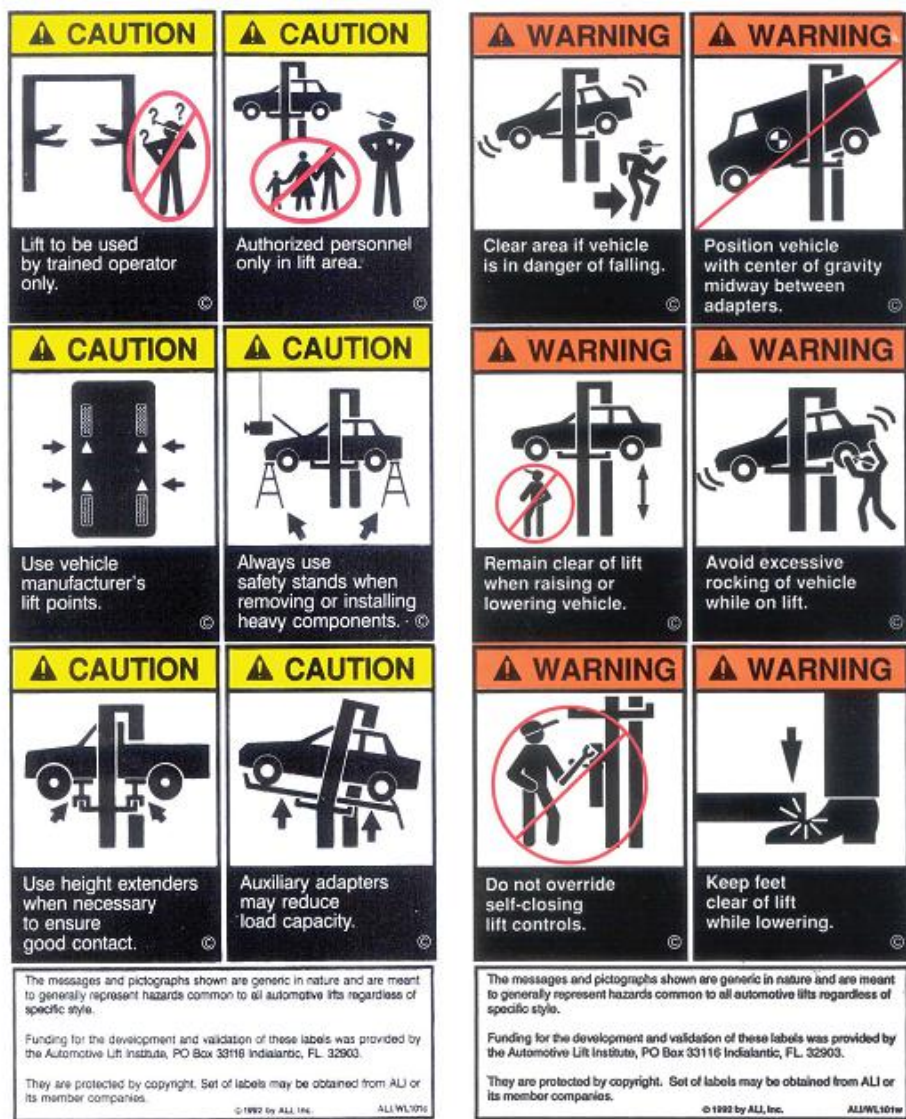 CAUTION
Lift to be used
by trained operator
only.
©
CAUTION
Authorized personnel
only in lift area.
©
CAUTION
Use vehicle
manufacturer's
lift points.
©
CAUTION
Always use
safety stands when
removing or installing
heavy components.
©
CAUTION
Use height extenders
when necessary
to ensure
good contact.
©
CAUTION
Auxiliary adapters
may reduce
load capacity.
©
The messages and pictographs shown are generic in nature and are meant
to generally represent hazards common to all automotive lifts regardless of
specific style.
Funding for the development and validation of these labels was provided by
the Automotive Lift Institute, PO Box 33116 Indialantic, FL. 32903.
They are protected by copyright. Set of labels may be obtained from ALI or
its member companies.
© 1992 by ALI, Inc. ALI/WL101c
WARNING
Clear area if vehicle
is in danger of falling.
©
WARNING
Position vehicle
with center of gravity
midway between
adapters.
©
WARNING
Remain clear of lift
when raising or
lowering vehicle.
©
WARNING
Avoid excessive
rocking of vehicle
while on lift.
©
WARNING
Do not override
self-closing
lift controls.
©
WARNING
Keep feet
clear of lift
while lowering.
©
The messages and pictographs shown are generic in nature and are meant
to generally represent hazards common to all automotive lifts regardless of
specific style.
Funding for the development and validation of these labels was provided by
the Automotive Lift Institute, PO Box 33116 Indialantic, FL. 32903.
They are protected by copyright. Set of labels may be obtained from ALI or
its member companies.
© 1992 by ALI, Inc. ALI/WL101w